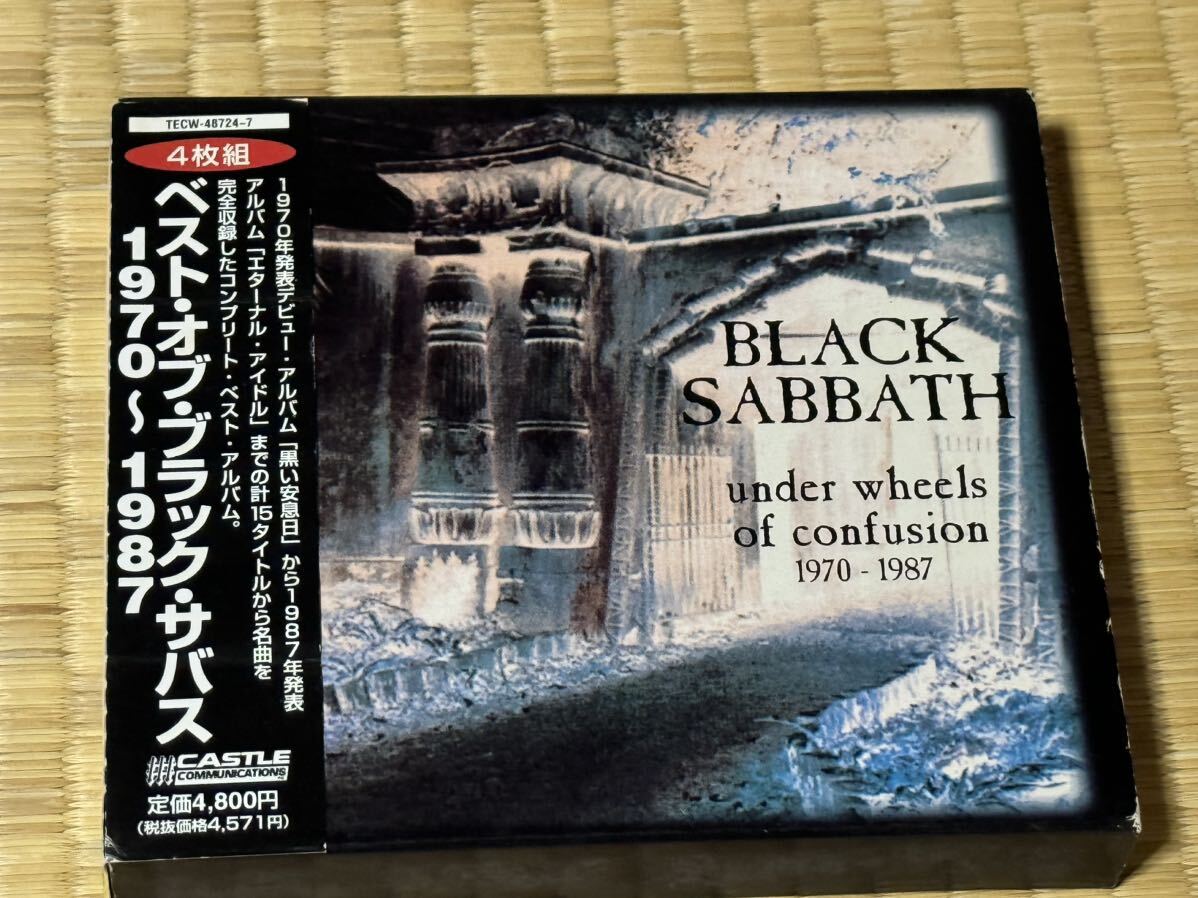 TECW-48724-7
4枚組
1970年発表デビュー・アルバム「黒い安息日」から1987年発表
アルバム「エターナル・アイドル」までの計15タイトルから名曲を
完全収録したコンプリート・ベスト・アルバム。
ベスト・オブ・ブラック・サバス
1970〜1987
CASTLE
COMMUNICATIONS
定価4,800円
(税抜価格4,571円)
BLACK
SABBATH
under wheels
of confusion
1970 - 1987